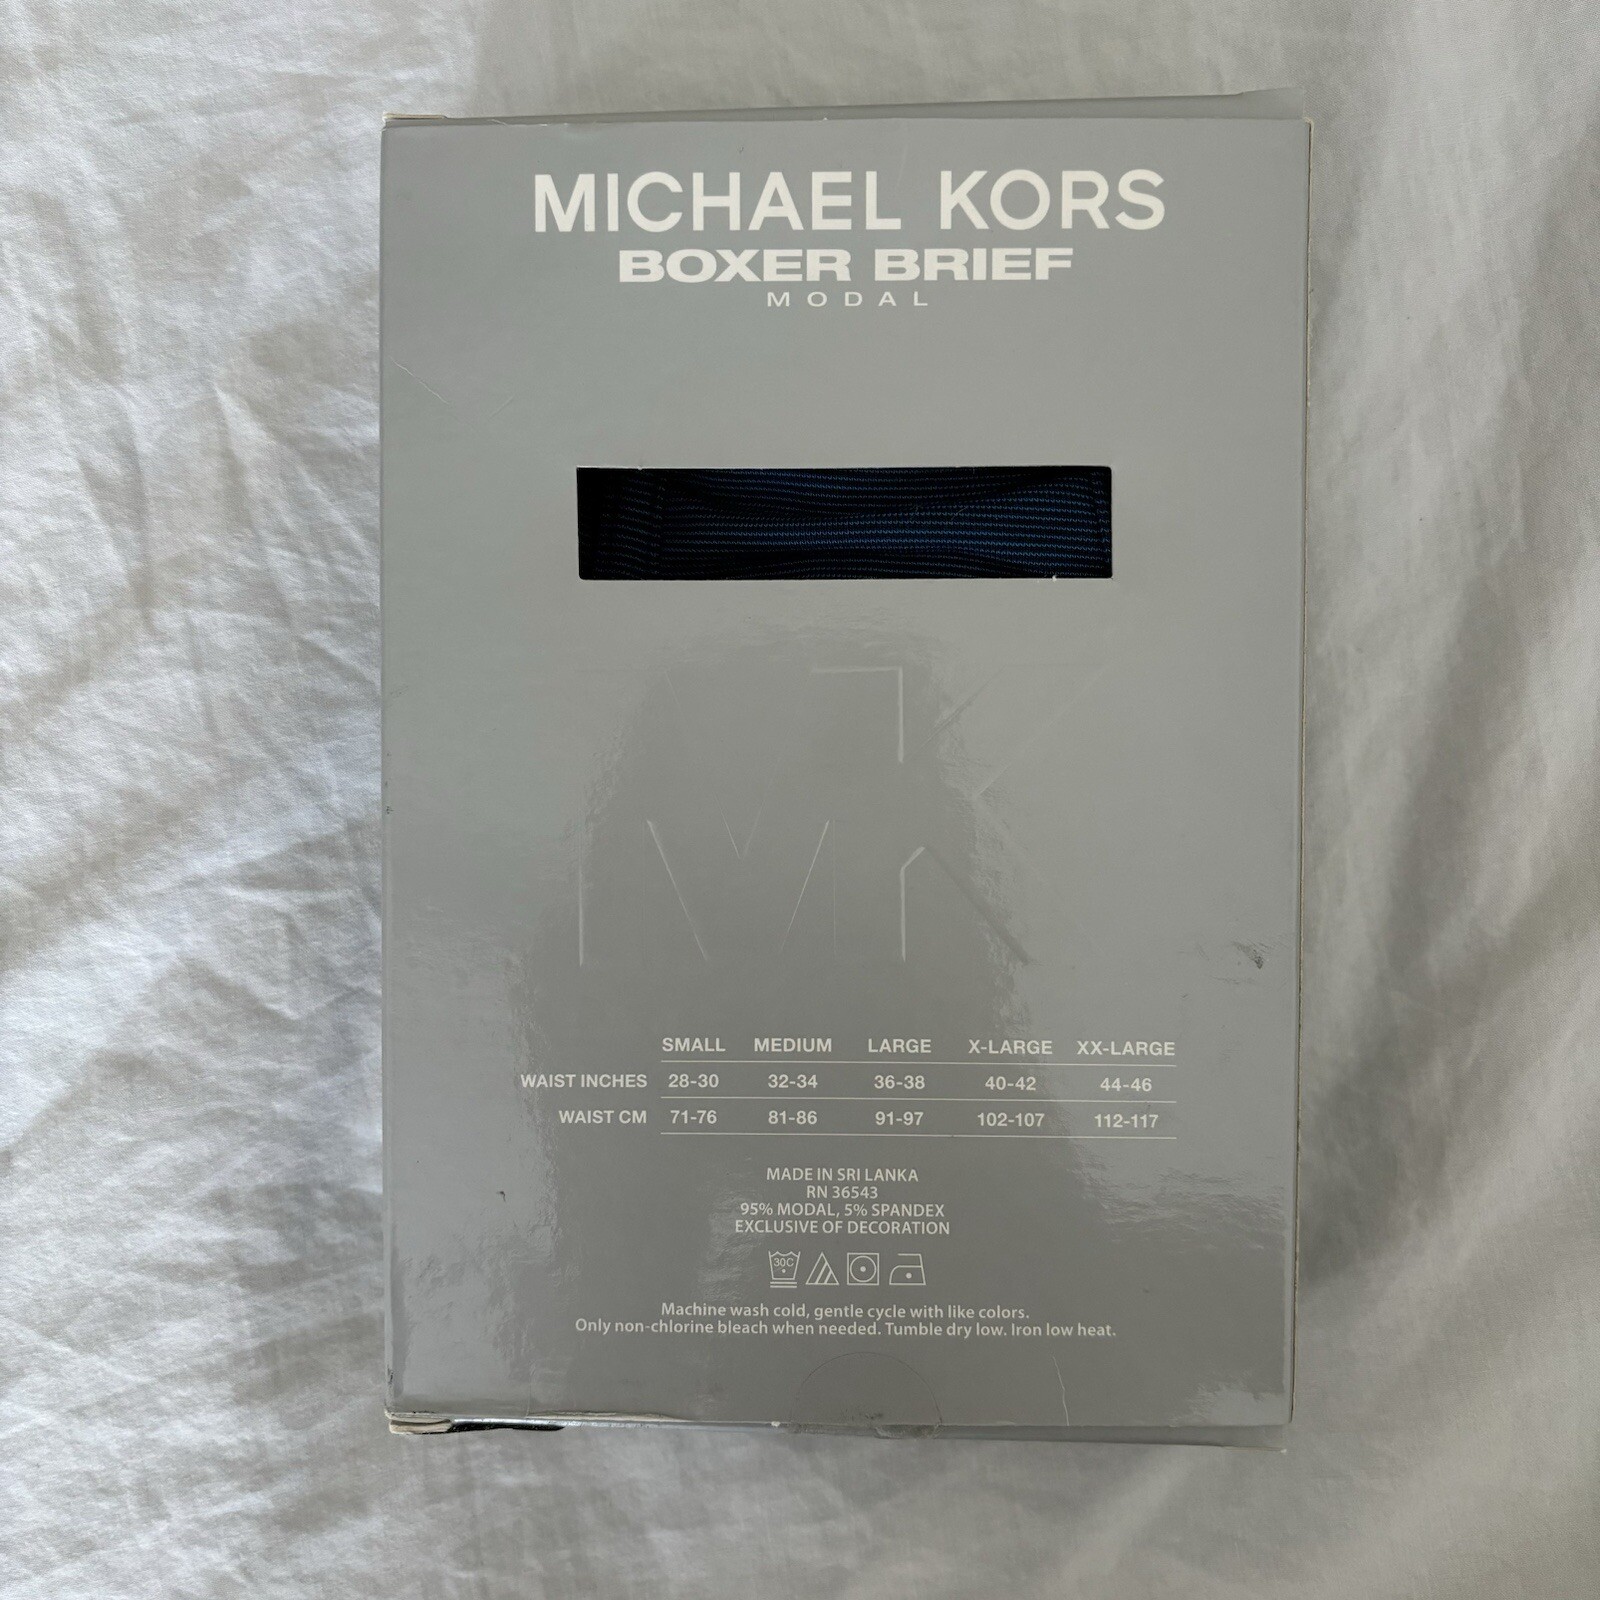 MICHAEL KORS
BOXER BRIEF
MODAL
MK
SMALL MEDIUM LARGE X-LARGE XX-LARGE
WAIST INCHES 28-30 32-34 36-38 40-42 44-46
WAIST CM 71-76 81-86 91-97 102-107 112-117
MADE IN SRI LANKA
RN 36543
95% MODAL, 5% SPANDEX
EXCLUSIVE OF DECORATION
30C
Machine wash cold, gentle cycle with like colors.
Only non-chlorine bleach when needed. Tumble dry low. Iron low heat.